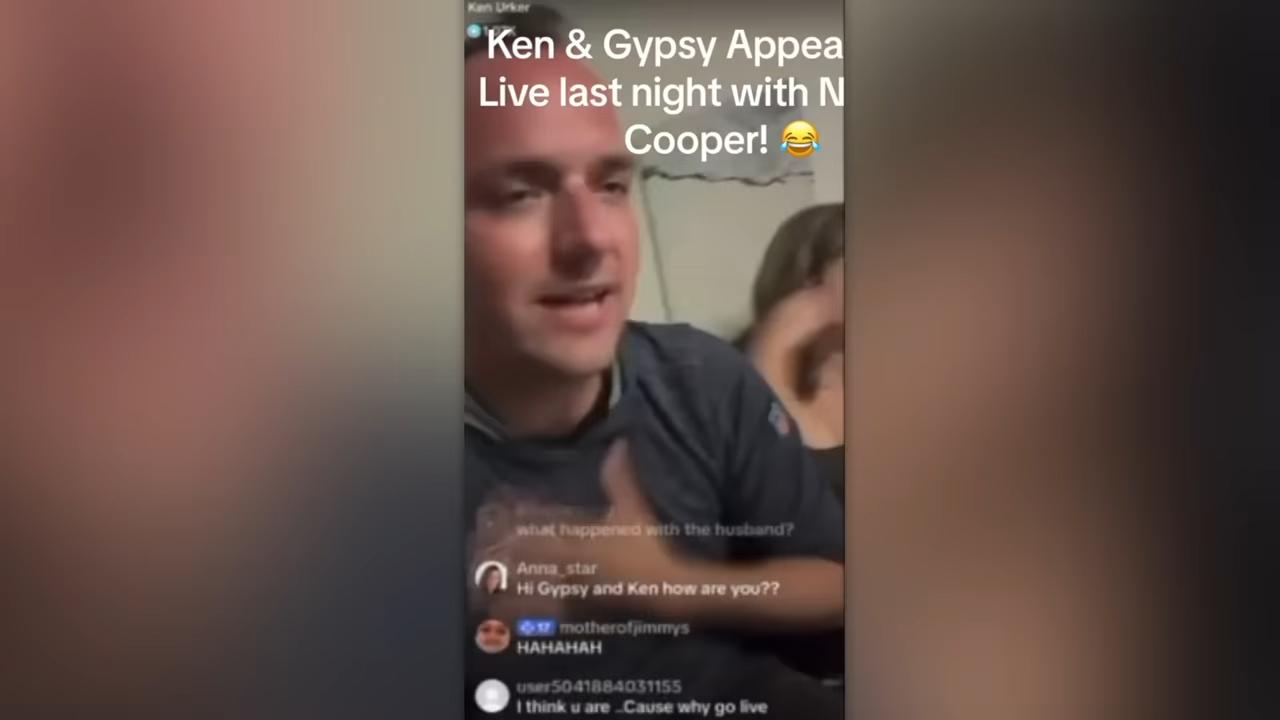 Ken Urker
Ken & Gypsy Appea
Live last night with N
Cooper! 😂
what happened with the husband?
Anna_star
Hi Gypsy and Ken how are you??
17 motherofjimmys
HAHAHAH
user5041884031155
I think u are ..Cause why go live